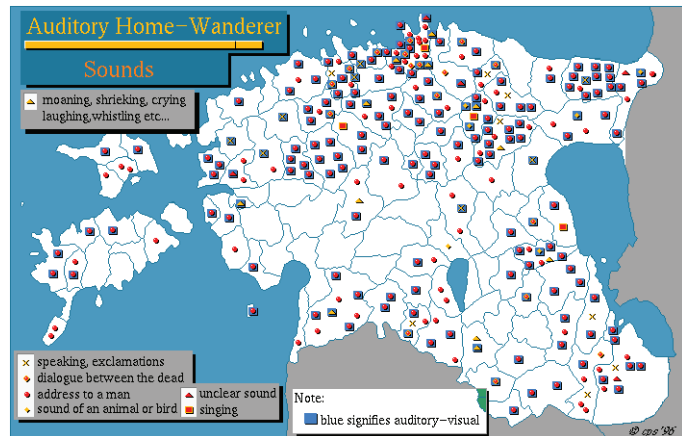 Auditory Home-Wanderer
Sounds
moaning, shrieking, crying
laughing,whistling etc...
speaking, exclamations
dialogue between the dead
address to a man
sound of an animal or bird
unclear sound
singing
Note:
blue signifies auditory-visual
© cps '96